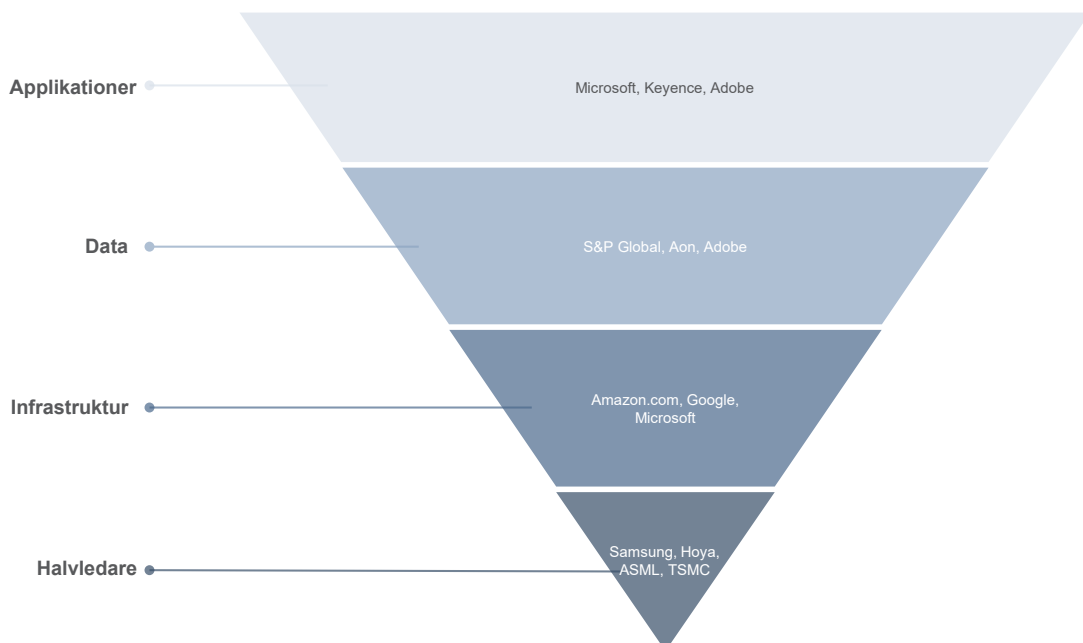 Applikationer
Microsoft, Keyence, Adobe
Data
S&P Global, Aon, Adobe
Infrastruktur
Amazon.com, Google,
Microsoft
Halvledare
Samsung, Hoya,
ASML, TSMC